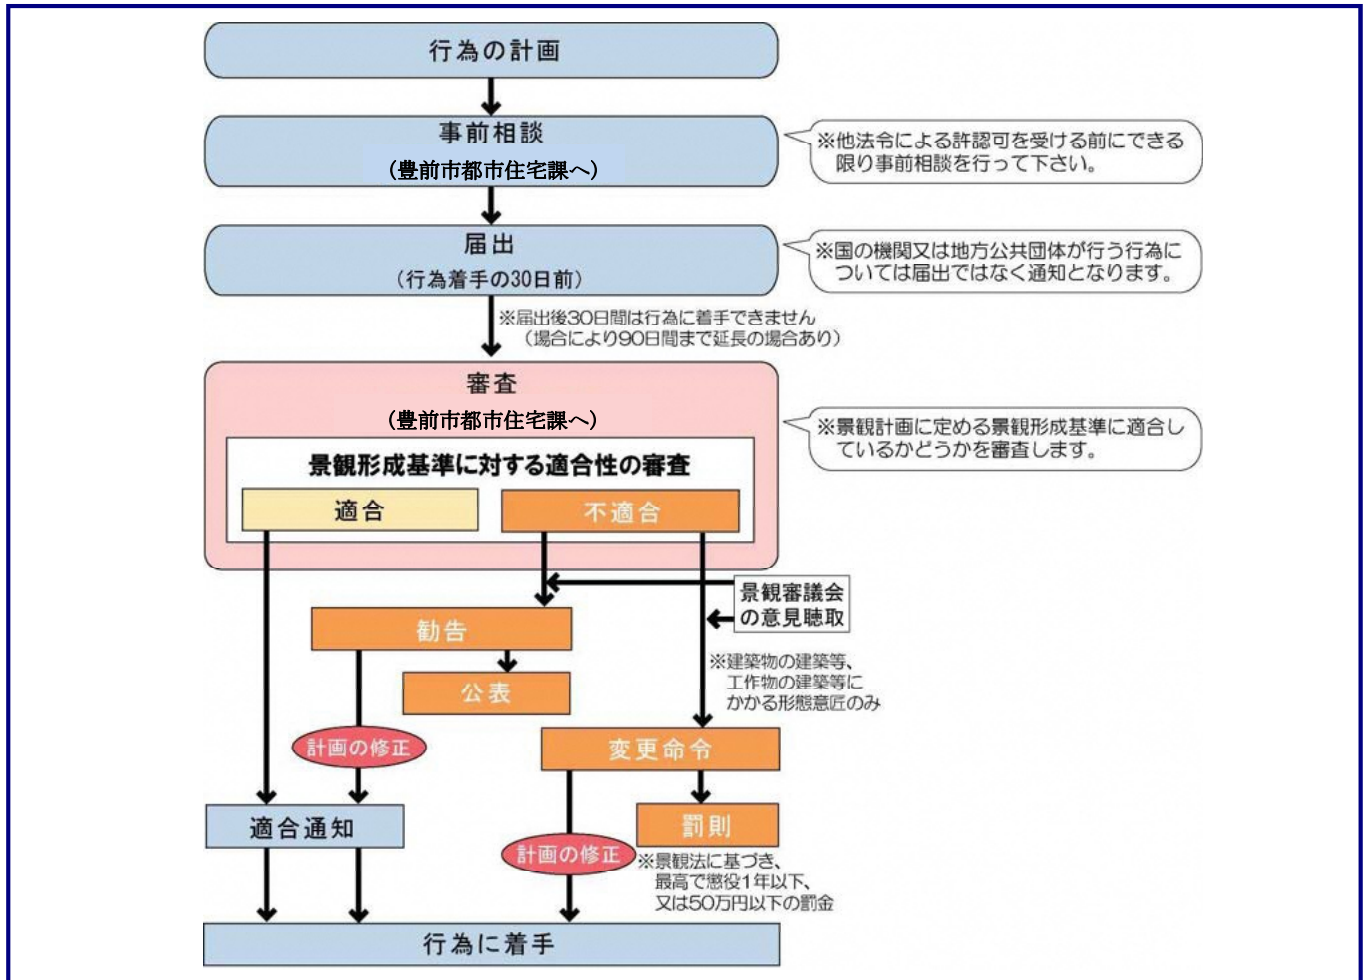 行為の計画
事前相談
(豊前市都市住宅課へ)
※他法令による許認可を受ける前にできる
限り事前相談を行って下さい。
届出
(行為着手の30日前)
※国の機関又は地方公共団体が行う行為に
ついては届出ではなく通知となります。
※届出後30日間は行為に着手できません
(場合により90日間まで延長の場合あり)
審査
(豊前市都市住宅課へ)
※景観計画に定める景観形成基準に適合し
ているかどうかを審査します。
景観形成基準に対する適合性の審査
適合
不適合
景観審議会
の意見聴取
勧告
公表
※建築物の建築等、
工作物の建築等に
かかる形態意匠のみ
計画の修正
変更命令
適合通知
罰則
計画の修正
※景観法に基づき、
最高で懲役1年以下、
又は50万円以下の罰金
行為に着手